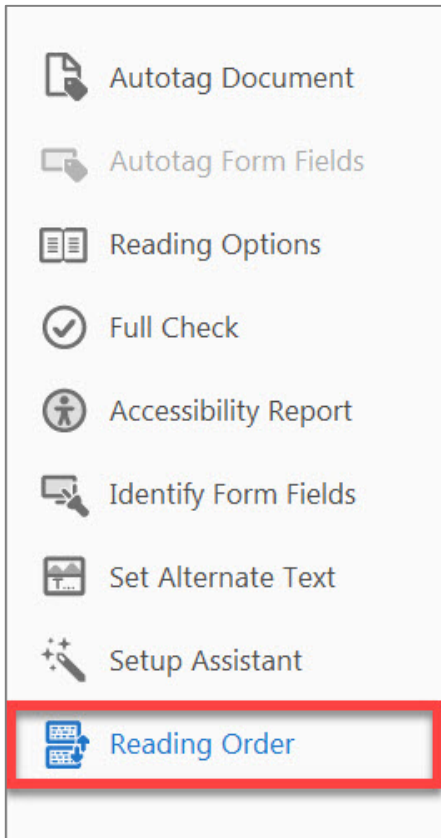 Autotag Document
Autotag Form Fields
Reading Options
Full Check
Accessibility Report
Identify Form Fields
Set Alternate Text
Setup Assistant
Reading Order